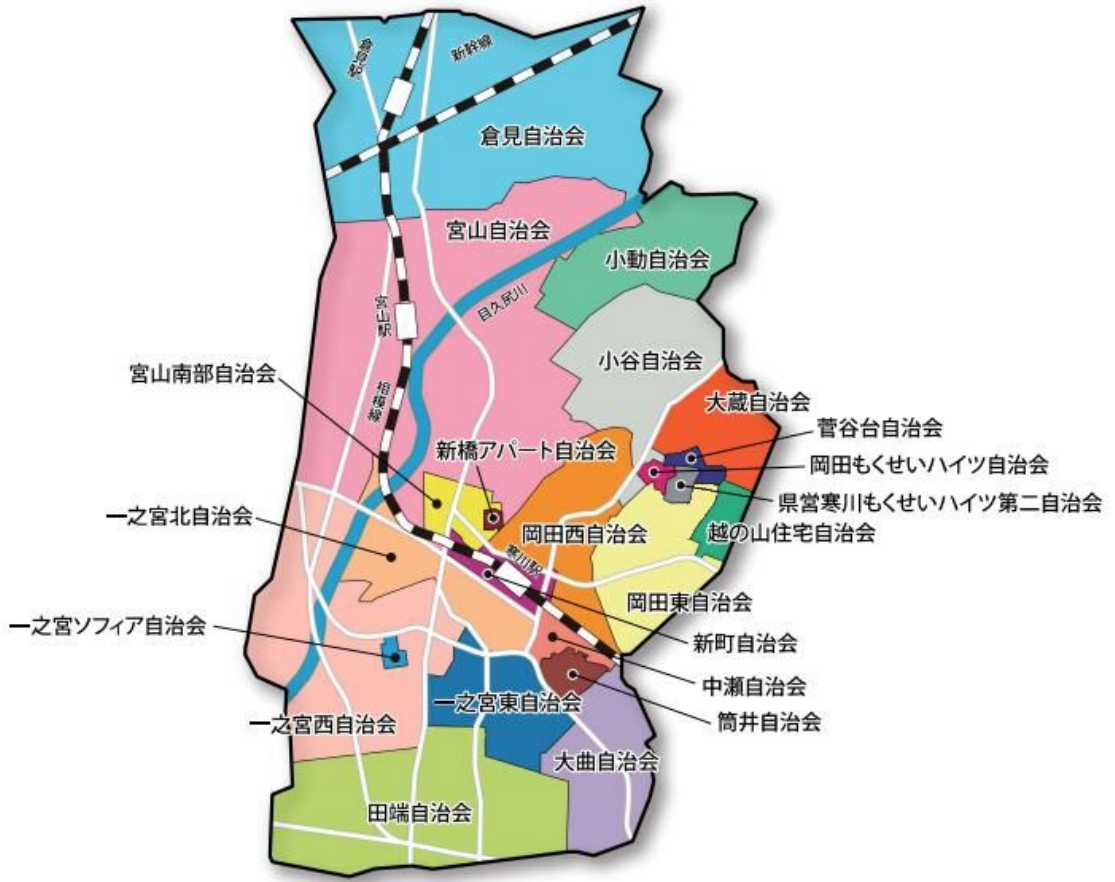 倉見駅
新幹線
倉見自治会
宮山自治会
小動自治会
目久尻川
宮山駅
小谷自治会
宮山南部自治会
相模線
大蔵自治会
菅谷台自治会
新橋アパート自治会
岡田もくせいハイツ自治会
県営寒川もくせいハイツ第二自治会
一之宮北自治会
岡田西自治会
越の山住宅自治会
寒川駅
岡田東自治会
一之宮ソフィア自治会
新町自治会
中瀬自治会
一之宮東自治会
筒井自治会
一之宮西自治会
大曲自治会
田端自治会